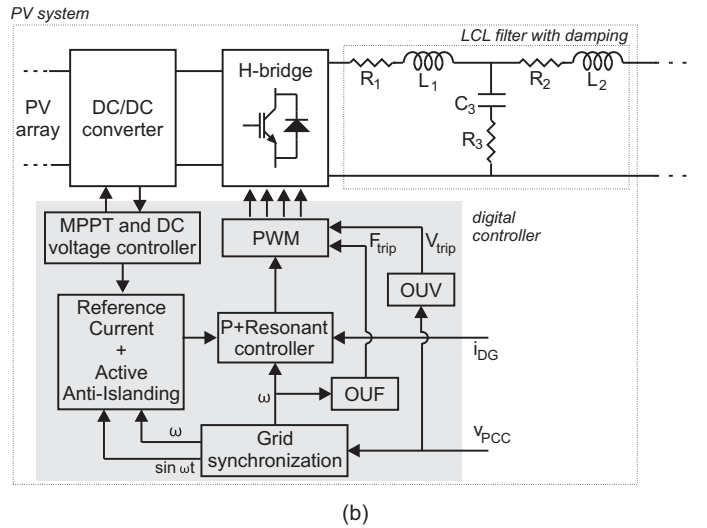 PV system
LCL filter with damping
PV
array
DC/DC
converter
H-bridge
R1
L1
C3
R3
R2
L2
digital
controller
MPPT and DC
voltage controller
PWM
Ftrip
Vtrip
OUV
Reference
Current
+
Active
Anti-Islanding
P+Resonant
controller
iDG
ω
OUF
ω
sin ωt
Grid
synchronization
vPCC
(b)